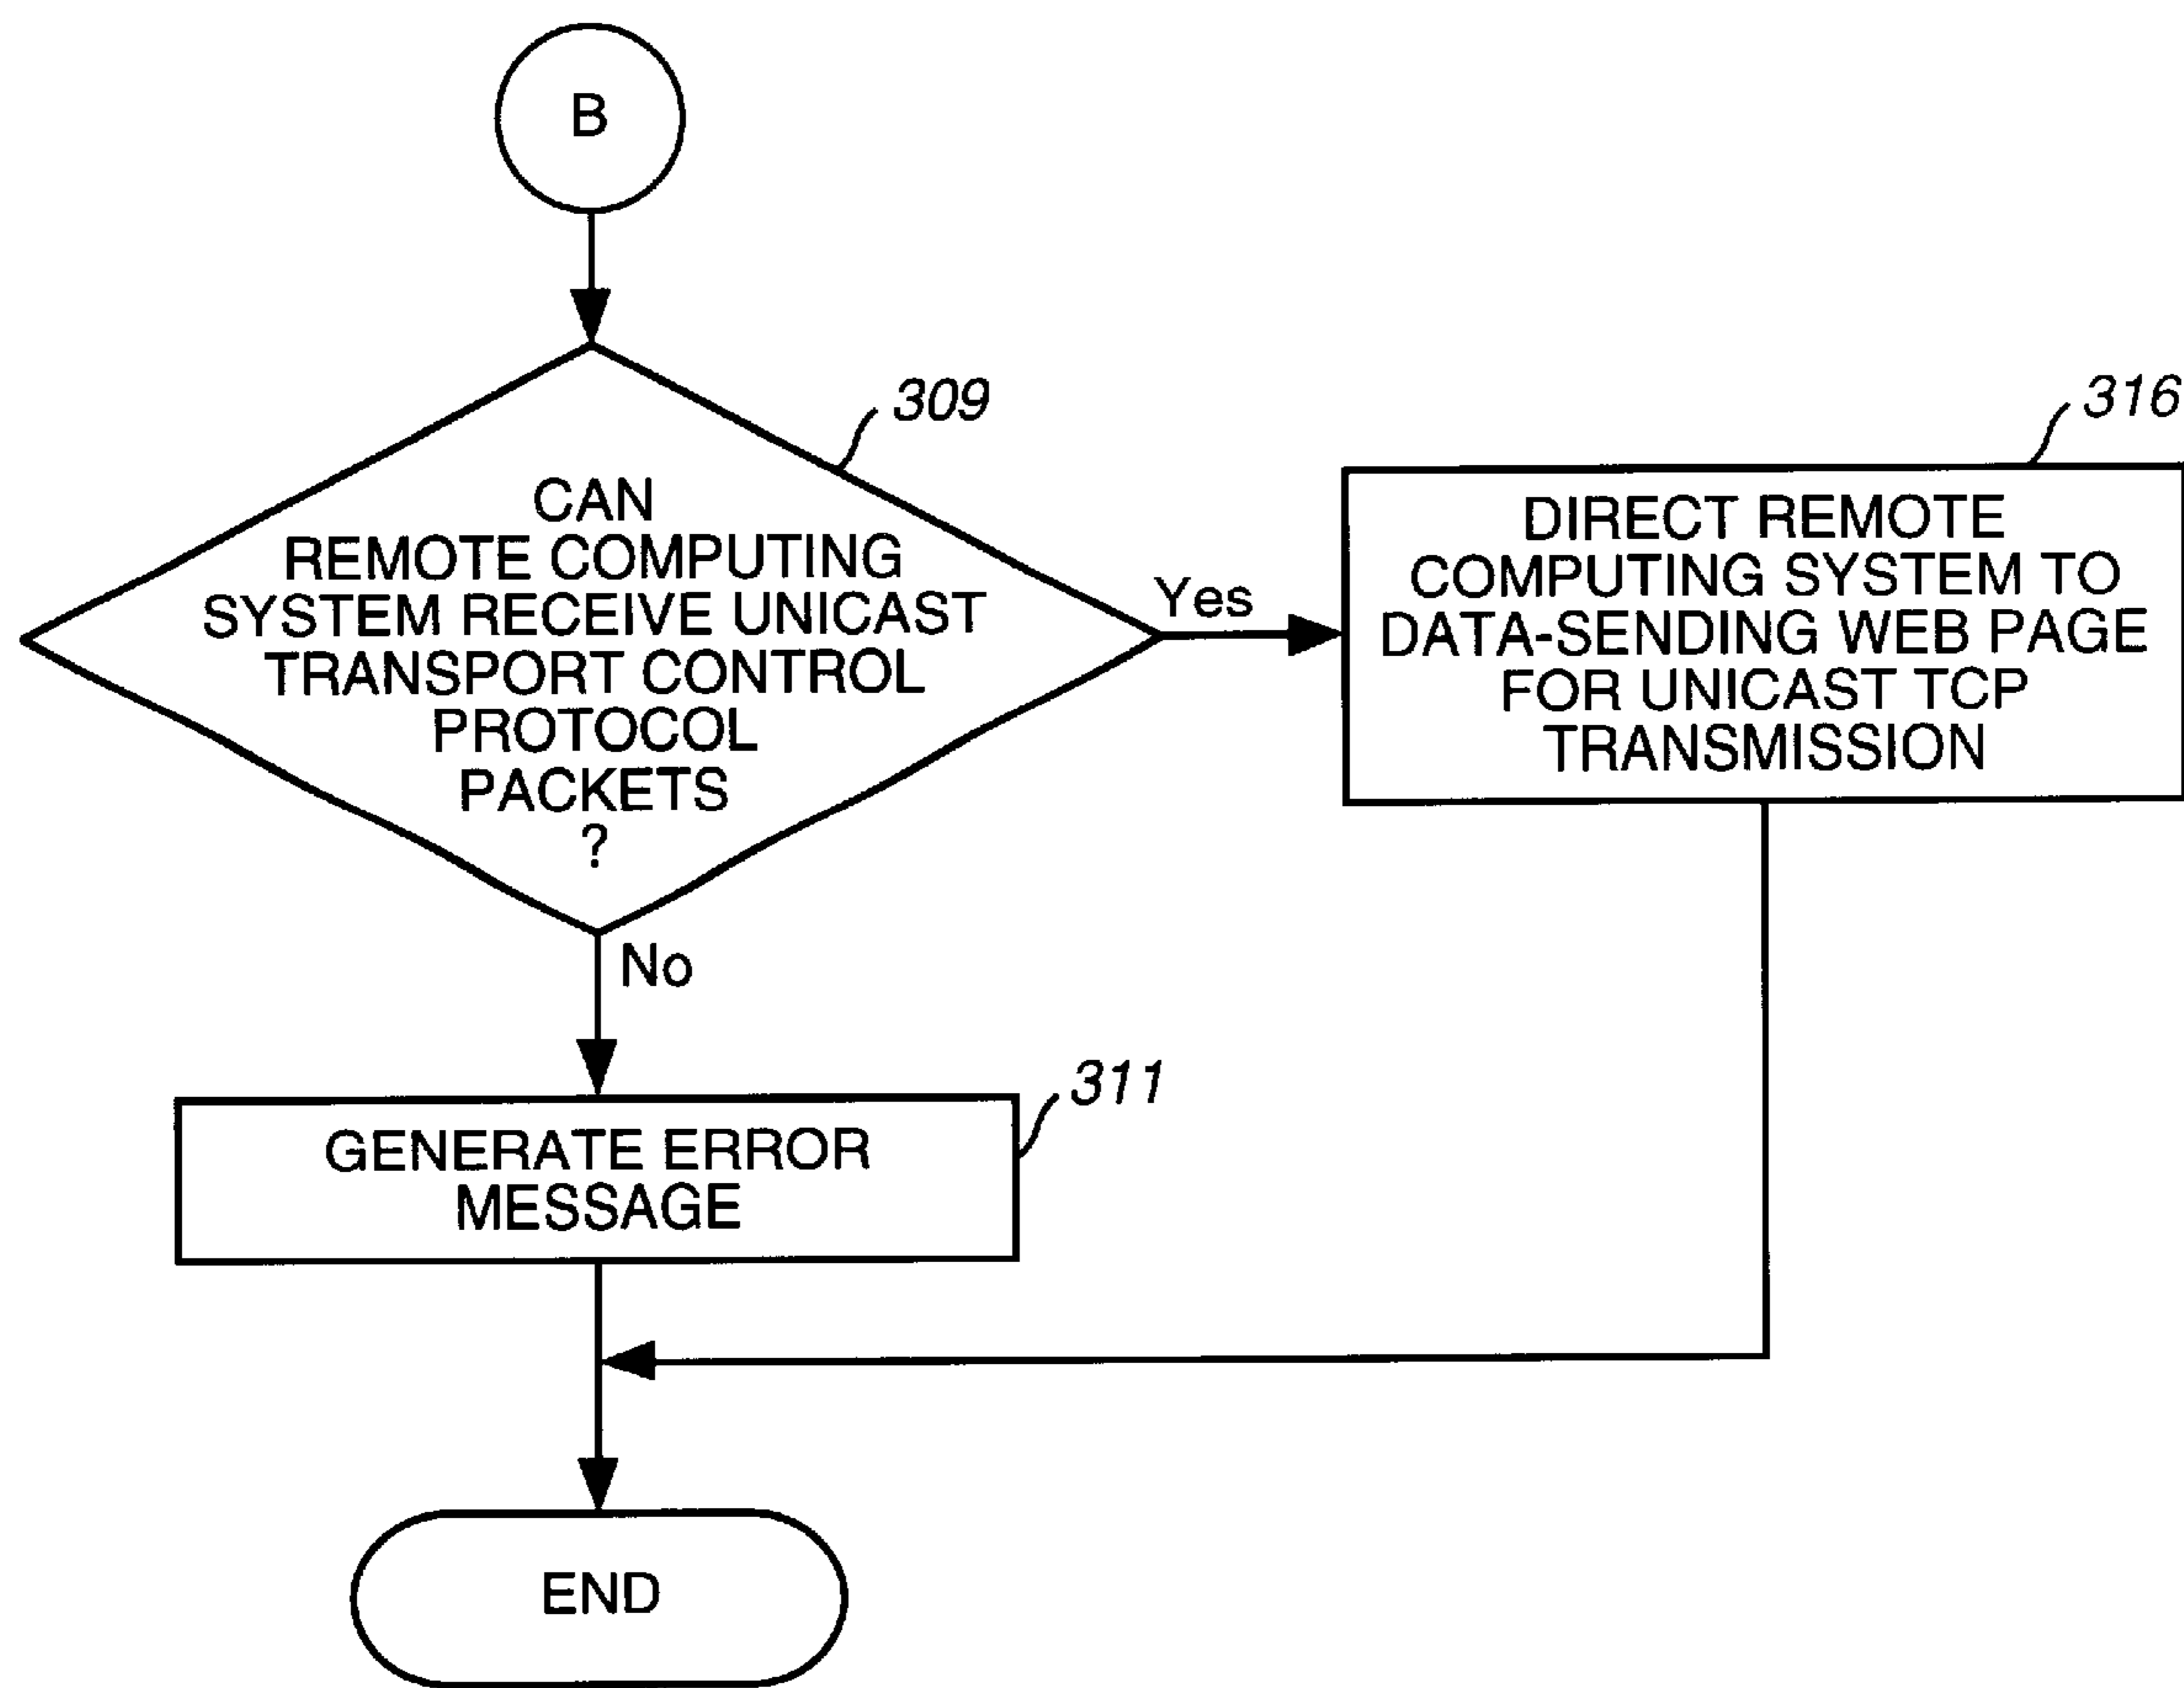 B
309
CAN
REMOTE COMPUTING
SYSTEM RECEIVE UNICAST
TRANSPORT CONTROL
PROTOCOL
PACKETS
?
Yes
316
DIRECT REMOTE
COMPUTING SYSTEM TO
DATA-SENDING WEB PAGE
FOR UNICAST TCP
TRANSMISSION
No
311
GENERATE ERROR
MESSAGE
END